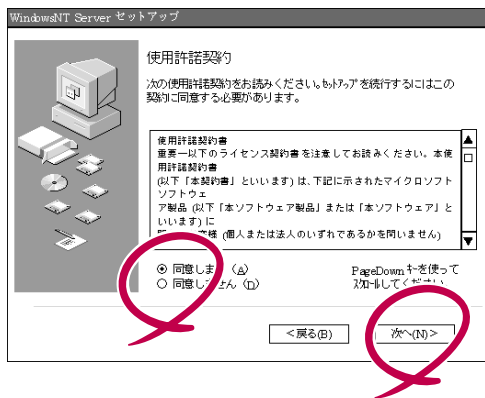 WindowsNT Server セットアップ
使用許諾契約
次の使用許諾契約をお読みください。ｾｯﾄｱｯﾌﾟを続行するにはこの
契約に同意する必要があります。
使用許諾契約書
重要―以下のライセンス契約書を注意してお読みください。本使
用許諾契約書
(以下「本契約書」といいます) は、下記に示されたマイクロソフト
ソフトウェ
ア製品 (以下「本ソフトウェア製品」または「本ソフトウェア」と
いいます) に
様 (個人または法人のいずれであるかを問いません)
同意しま (A)
同意し せん (D)
PageDown キーを使って
ｽｸﾛｰﾙしてください
<戻る(B)
次へ(N)>